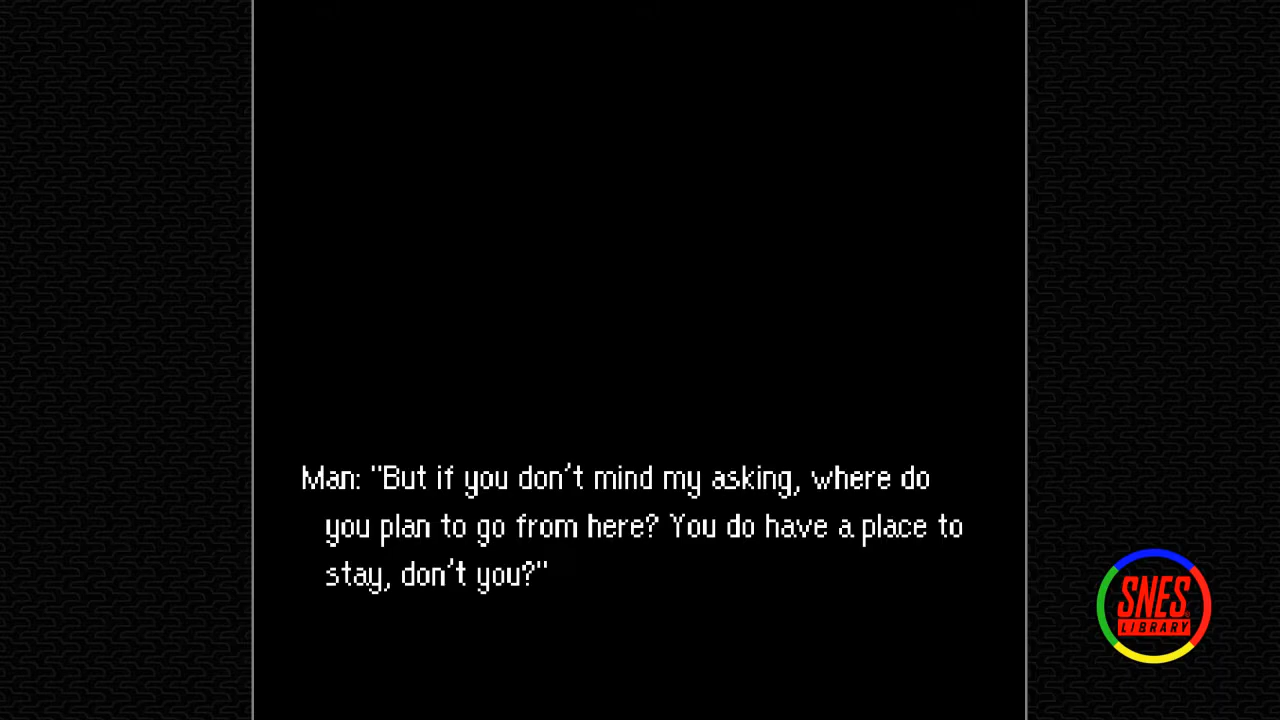 Man: "But if you don't mind my asking, where do
you plan to go from here? You do have a place to
stay, don't you?"
SNES
LIBRARY